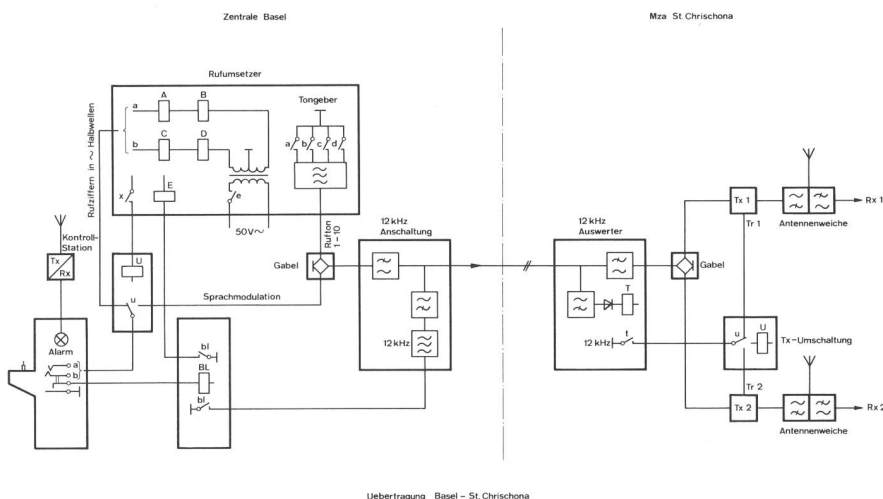 Zentrale Basel
Mza St. Chrischona
Rufumsetzer
A
B
Tongeber
a
C
D
a b c d
b
Rufziffern in ~ Halbwellen
x
E
e
50V~
Rufton
1–10
12 kHz
Anschaltung
12 kHz
Auswerter
Tx 1
Rx 1
Tr 1
Antennenweiche
Kontroll-
Station
Tx
Rx
U
u
Gabel
Sprachmodulation
Gabel
T
12 kHz
t
12 kHz
u
U
Tx-Umschaltung
Alarm
a
b
bl
BL
bl
Tr 2
Tx 2
Rx 2
Antennenweiche
Uebertragung Basel – St. Chrischona